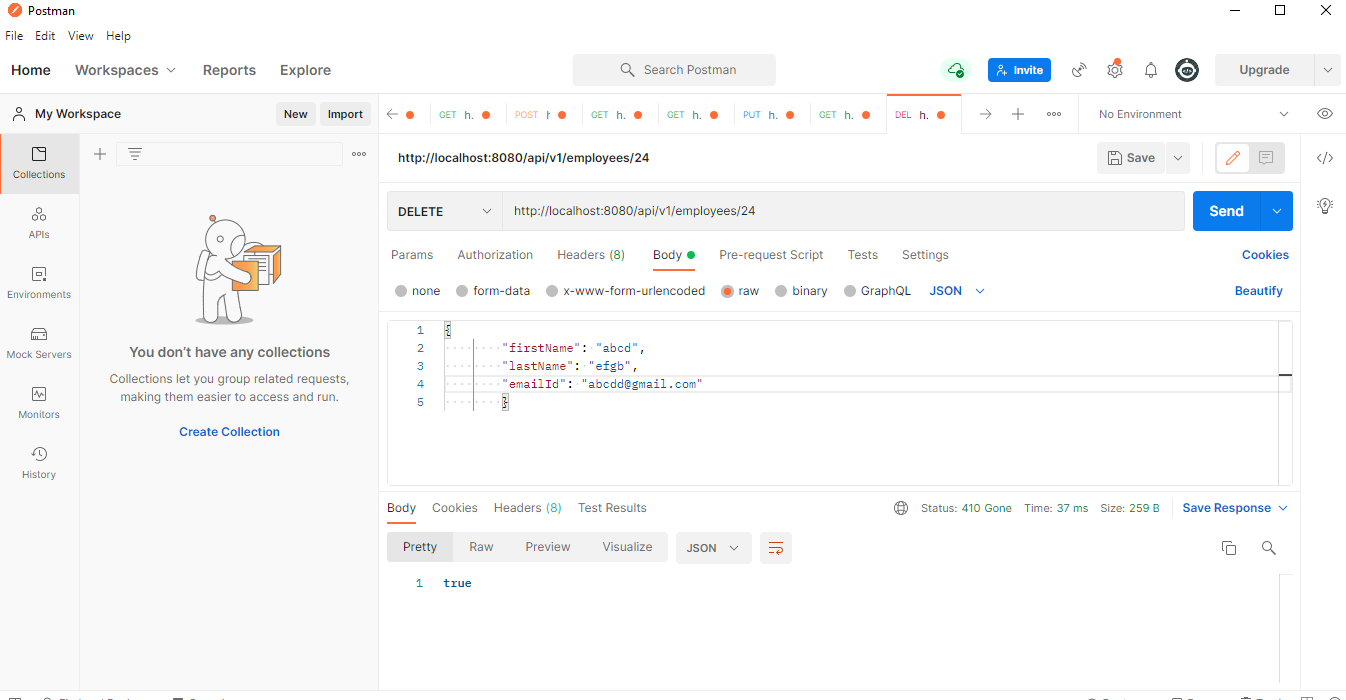 Postman
File Edit View Help
Home Workspaces Reports Explore Search Postman Invite Upgrade
My Workspace New Import
GET h. POST GET h. GET h. PUT h. GET h. DEL h. No Environment
Collections
APIs
Environments
Mock Servers
Monitors
History
You don't have any collections
Collections let you group related requests,
making them easier to access and run.
Create Collection
http://localhost:8080/api/v1/employees/24 Save
DELETE http://localhost:8080/api/v1/employees/24 Send
Params Authorization Headers (8) Body Pre-request Script Tests Settings Cookies
none form-data x-www-form-urlencoded raw binary GraphQL JSON Beautify
1 {
2 "firstName": "abcd",
3 "lastName": "efgb",
4 "emailId": "abcdd@gmail.com"
5 }
Body Cookies Headers (8) Test Results Status: 410 Gone Time: 37 ms Size: 259 B Save Response
Pretty Raw Preview Visualize JSON
1 true